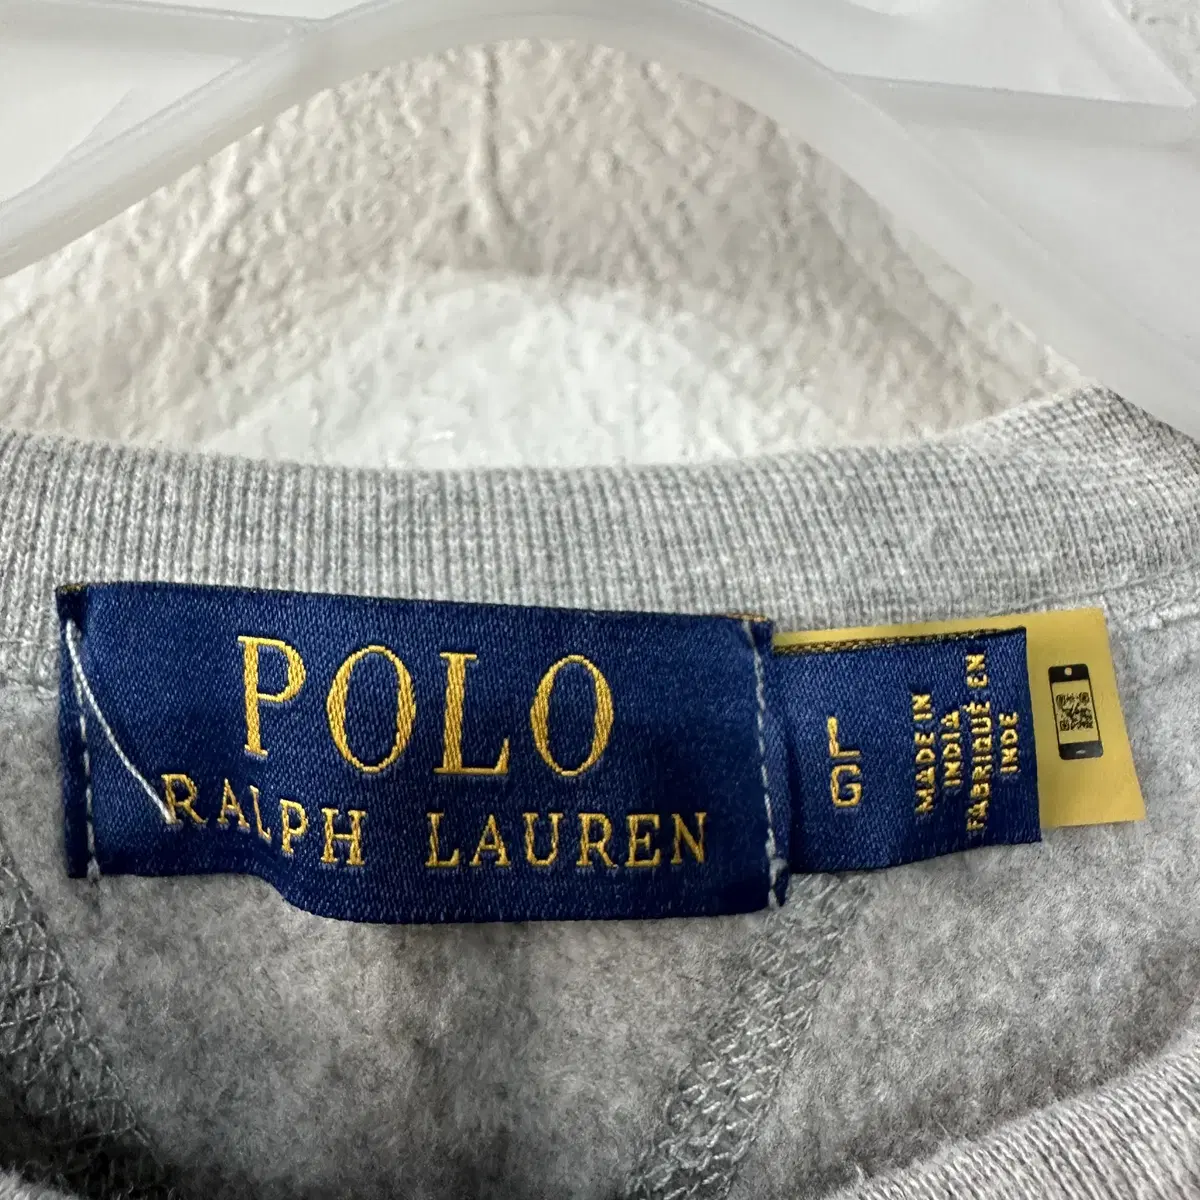 POLO
RALPH LAUREN
L
G
MADE IN
INDIA
FABRIQUÉ EN
INDE